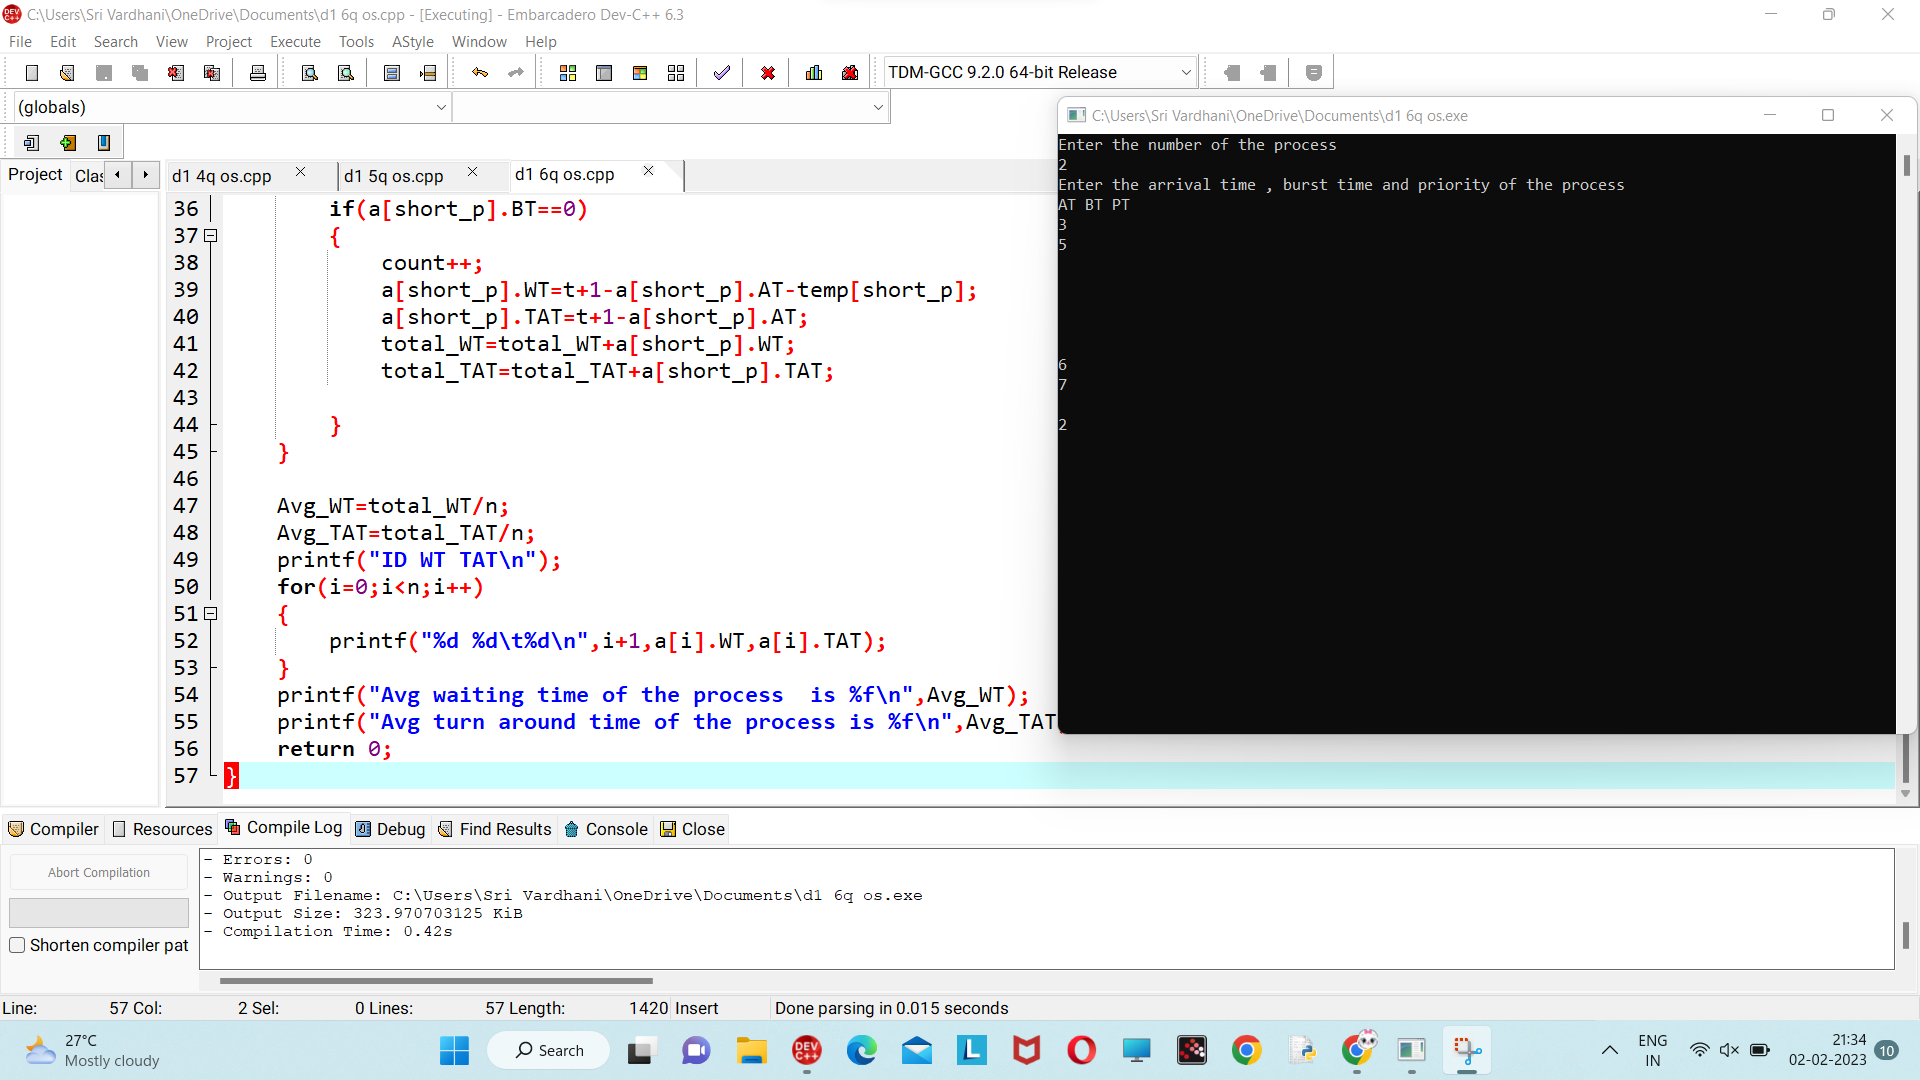 C:\Users\Sri Vardhani\OneDrive\Documents\d1 6q os.cpp - [Executing] - Embarcadero Dev-C++ 6.3
File Edit Search View Project Execute Tools AStyle Window Help
TDM-GCC 9.2.0 64-bit Release
(globals)
Project Clas
d1 4q os.cpp d1 5q os.cpp d1 6q os.cpp
36 if(a[short_p].BT==0)
37 {
38 count++;
39 a[short_p].WT=t+1-a[short_p].AT-temp[short_p];
40 a[short_p].TAT=t+1-a[short_p].AT;
41 total_WT=total_WT+a[short_p].WT;
42 total_TAT=total_TAT+a[short_p].TAT;
43
44 }
45 }
46
47 Avg_WT=total_WT/n;
48 Avg_TAT=total_TAT/n;
49 printf("ID WT TAT\n");
50 for(i=0;i<n;i++)
51 {
52 printf("%d %d\t%d\n",i+1,a[i].WT,a[i].TAT);
53 }
54 printf("Avg waiting time of the process  is %f\n",Avg_WT);
55 printf("Avg turn around time of the process is %f\n",Avg_TAT
56 return 0;
57 }
C:\Users\Sri Vardhani\OneDrive\Documents\d1 6q os.exe
Enter the number of the process
2
Enter the arrival time , burst time and priority of the process
AT BT PT
3
5
6
7
2
Compiler Resources Compile Log Debug Find Results Console Close
Abort Compilation
Shorten compiler pat
- Errors: 0
- Warnings: 0
- Output Filename: C:\Users\Sri Vardhani\OneDrive\Documents\d1 6q os.exe
- Output Size: 323.970703125 KiB
- Compilation Time: 0.42s
Line: 57 Col: 2 Sel: 0 Lines: 57 Length: 1420 Insert Done parsing in 0.015 seconds
27°C
Mostly cloudy
Search
DEV C++
L
ENG
IN
21:34
02-02-2023
10